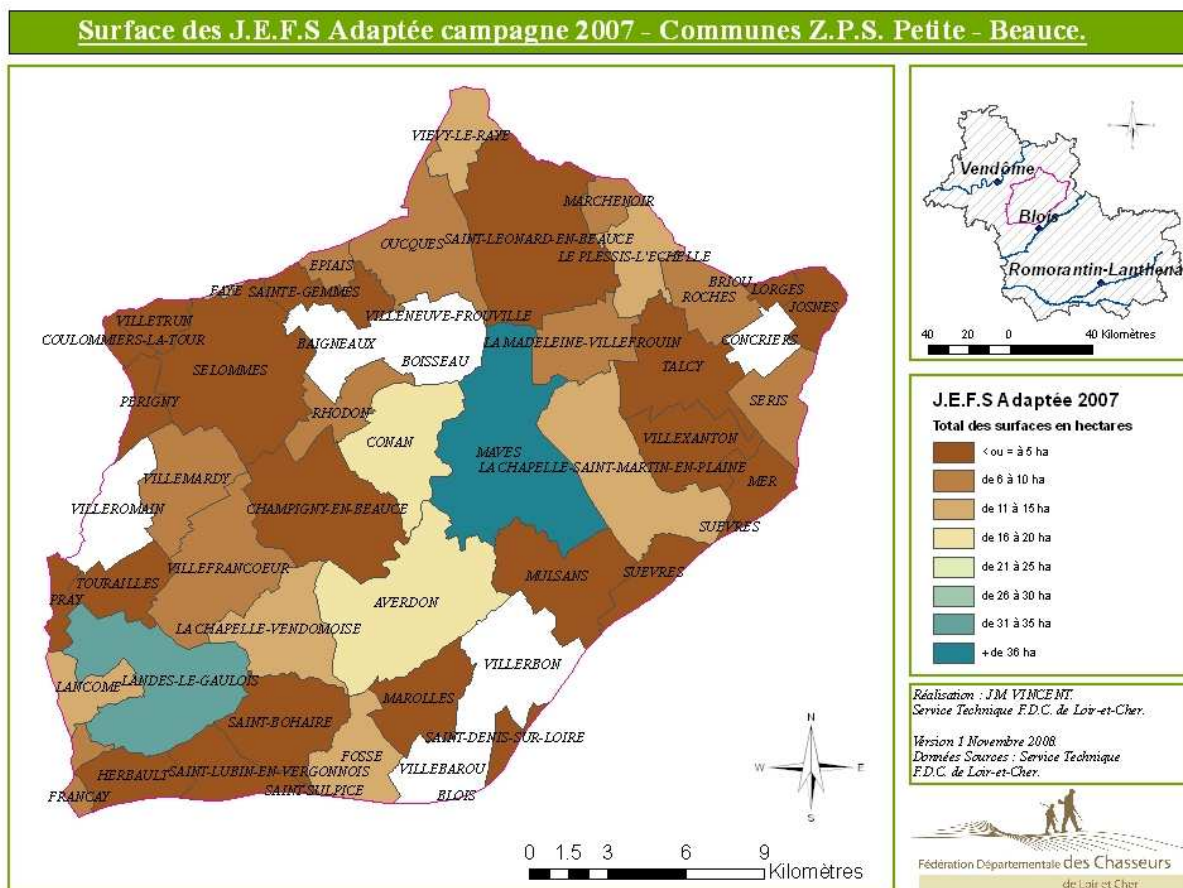 Surface des J.E.F.S Adaptée campagne 2007 - Communes Z.P.S. Petite - Beauce.
VIEVY-LE-RAYE
MARCHENOIR
OUCQUES
SAINT-LEONARD-EN-BEAUCE
LE PLESSIS-L'ECHELLE
EPIAIS
BRIOU
ROCHES
LORGES
FAYE
SAINTE-GEMMES
JOSNES
VILLETRUN
VILLENEUVE-FROUVILLE
COULOMMIERS-LA-TOUR
BAIGNEAUX
LA MADELEINE-VILLEFROUIN
CONCRIERS
BOISSEAU
TALCY
SELOMMES
PERIGNY
RHODON
SERIS
CONAN
VILLEXANTON
MAVES
LA CHAPELLE-SAINT-MARTIN-EN-PLAINE
VILLEMARDY
MER
VILLEROMAIN
CHAMPIGNY-EN-BEAUCE
SUEVRES
VILLEFRANCOEUR
MULSANS
SUEVRES
TOURAILLES
PRAY
AVERDON
LA CHAPELLE-VENDOMOISE
VILLERBON
LANCOME
LANDES-LE-GAULOIS
MAROLLES
SAINT-BOHAIRE
SAINT-DENIS-SUR-LOIRE
FOSSE
HERBAULT
SAINT-LUBIN-EN-VERGONNOIS
VILLEBAROU
SAINT-SULPICE
FRANCAY
BLOIS
N
W
E
S
0 1.5 3 6 9
Kilomètres
Vendôme
Blois
Romorantin-Lanthena
40 20 0 40 Kilomètres
J.E.F.S Adaptée 2007
Total des surfaces en hectares
< ou = à 5 ha
de 6 à 10 ha
de 11 à 15 ha
de 16 à 20 ha
de 21 à 25 ha
de 26 à 30 ha
de 31 à 35 ha
+ de 36 ha
Réalisation : J.M VINCENT.
Service Technique F.D.C. de Loir-et-Cher.
Version 1 Novembre 2008.
Données Sources : Service Technique
F.D.C. de Loir-et-Cher.
Fédération Départementale des Chasseurs
de Loir et Cher